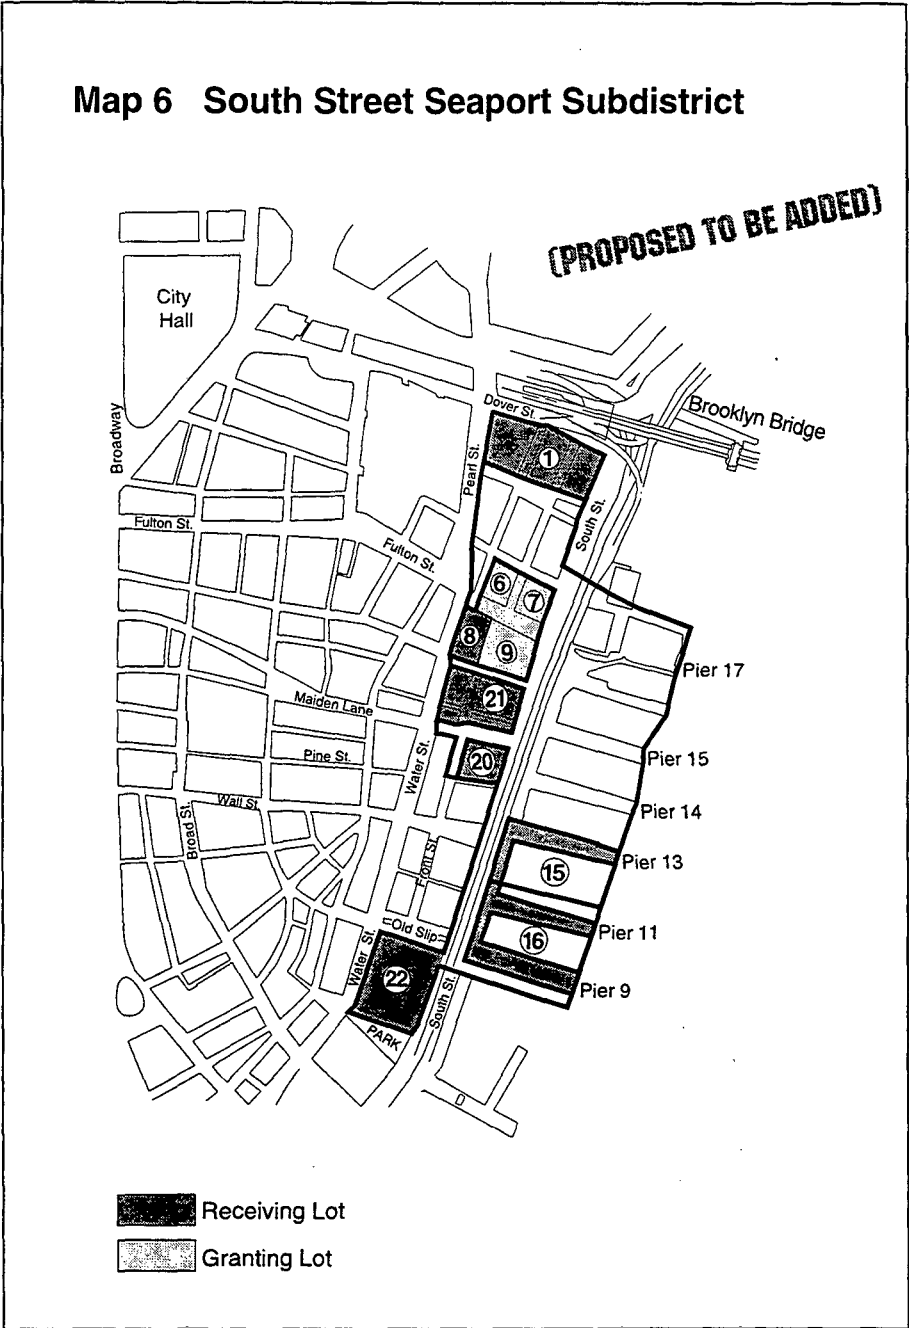 Map 6 South Street Seaport Subdistrict
(PROPOSED TO BE ADDED)
City
Hall
Broadway
Brooklyn Bridge
Dover St.
Pearl St.
1
South St.
Fulton St.
Fulton St.
6
7
8
9
Pier 17
21
Maiden Lane
Pine St.
Water St.
20
Pier 15
Wall St.
Broad St.
Pier 14
Front St.
15
Pier 13
Old Slip
16
Pier 11
Water St.
22
South St.
Pier 9
PARK
Receiving Lot
Granting Lot